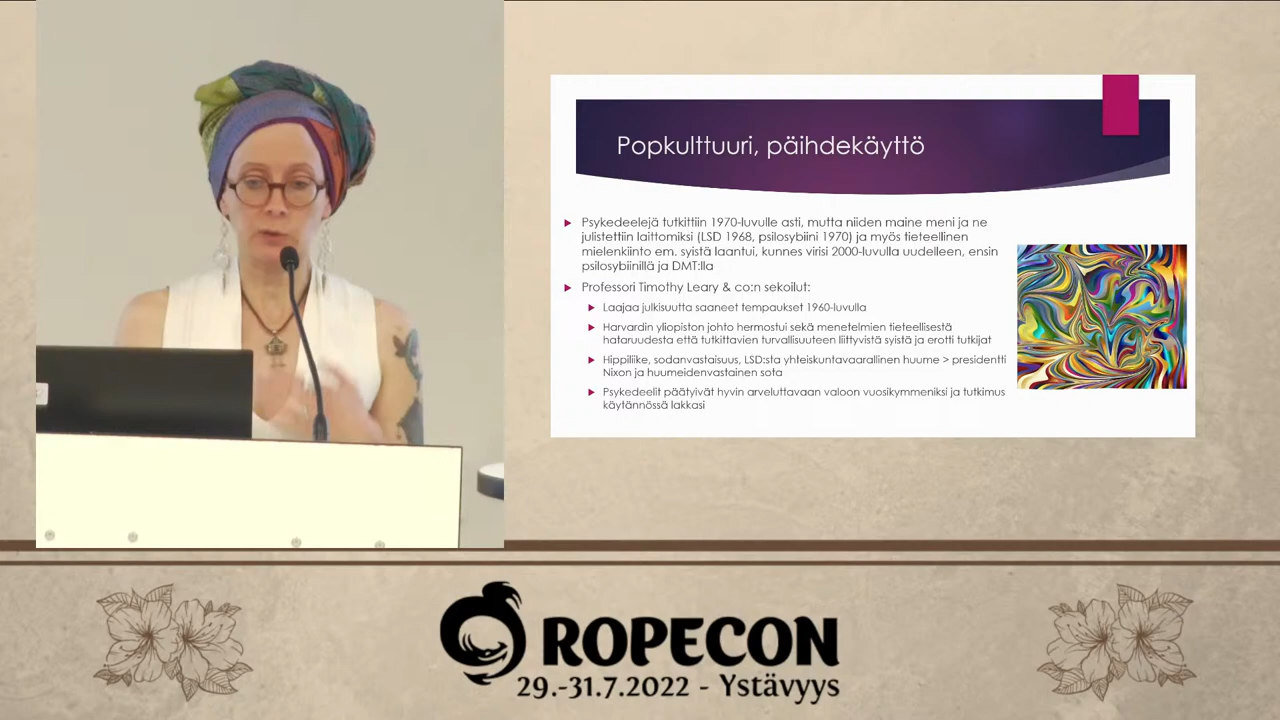 Popkulttuuri, päihdekäyttö
Psykedeelejä tutkittiin 1970-luvulle asti, mutta niiden maine meni ja ne
julistettiin laittomiksi (LSD 1968, psilosybiini 1970) ja myös tieteellinen
mielenkiinto em. syistä laantui, kunnes virisi 2000-luvulla uudelleen, ensin
psilosybiinillä ja DMT:lla
Professori Timothy Leary & co:n sekoilut:
Laajaa julkisuutta saaneet tempaukset 1960-luvulla
Harvardin yliopiston johto hermostui sekä menetelmien tieteellisestä
hataruudesta että tutkittavien turvallisuuteen liittyvistä syistä ja erotti tutkijat
Hippiliike, sodanvastaisuus, LSD:sta yhteiskuntavaarallinen huume > presidentti
Nixon ja huumeidenvastainen sota
Psykedeelit päätyivät hyvin arveluttavaan valoon vuosikymmeniksi ja tutkimus
käytännössä lakkasi
ROPECON
29.-31.7.2022 - Ystävyys